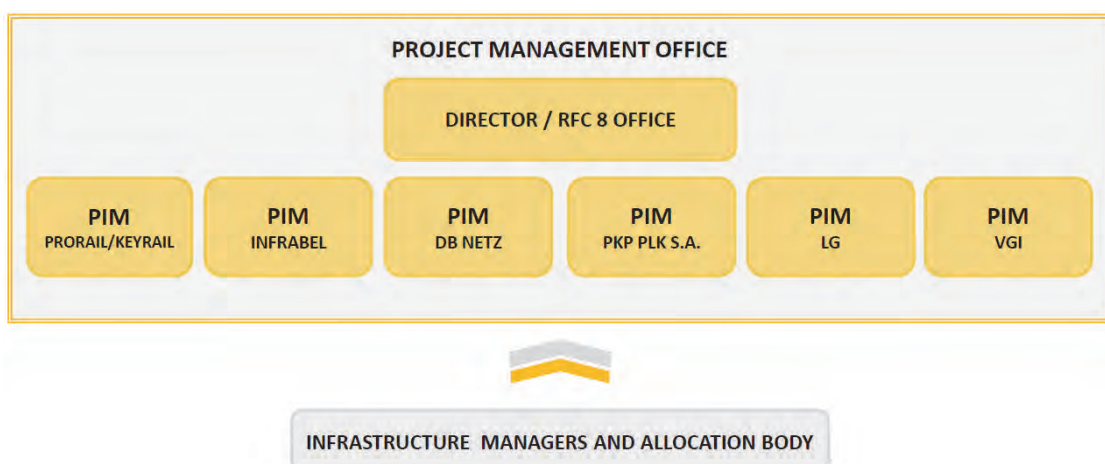 PROJECT MANAGEMENT OFFICE
DIRECTOR / RFC 8 OFFICE
PIM
PRORAIL/KEYRAIL
PIM
INFRABEL
PIM
DB NETZ
PIM
PKP PLK S.A.
PIM
LG
PIM
VGI
INFRASTRUCTURE MANAGERS AND ALLOCATION BODY